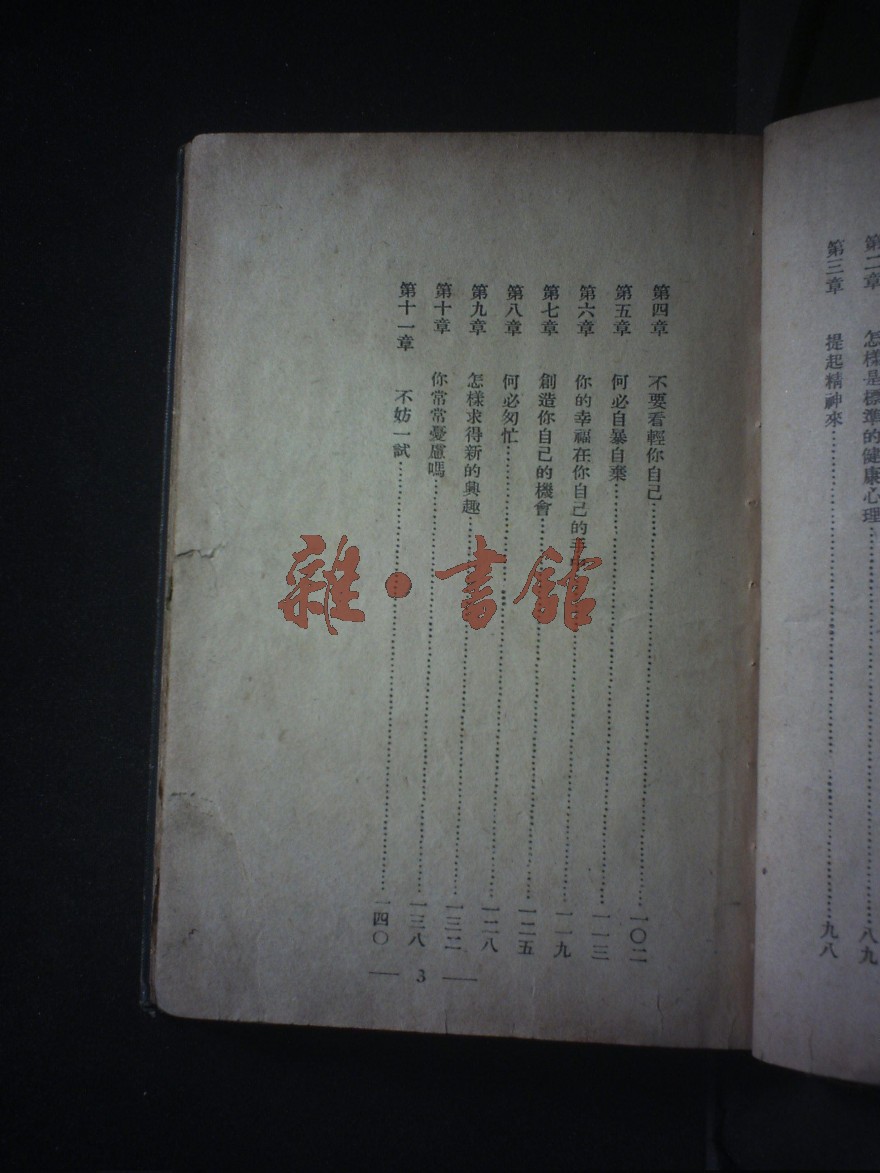 第二章 怎樣是標準的健康心理……八九
第三章 提起精神來……九八
第四章 不要看輕你自己……一〇二
第五章 何必自暴自棄……一一三
第六章 你的幸福在你自己的……一一九
第七章 創造你自己的機會……一二五
第八章 何必匆忙……一二八
第九章 怎樣求得新的興趣……一三二
第十章 你常常憂慮嗎……一三八
第十一章 不妨一試……一四〇
— 3 —
雜·書館